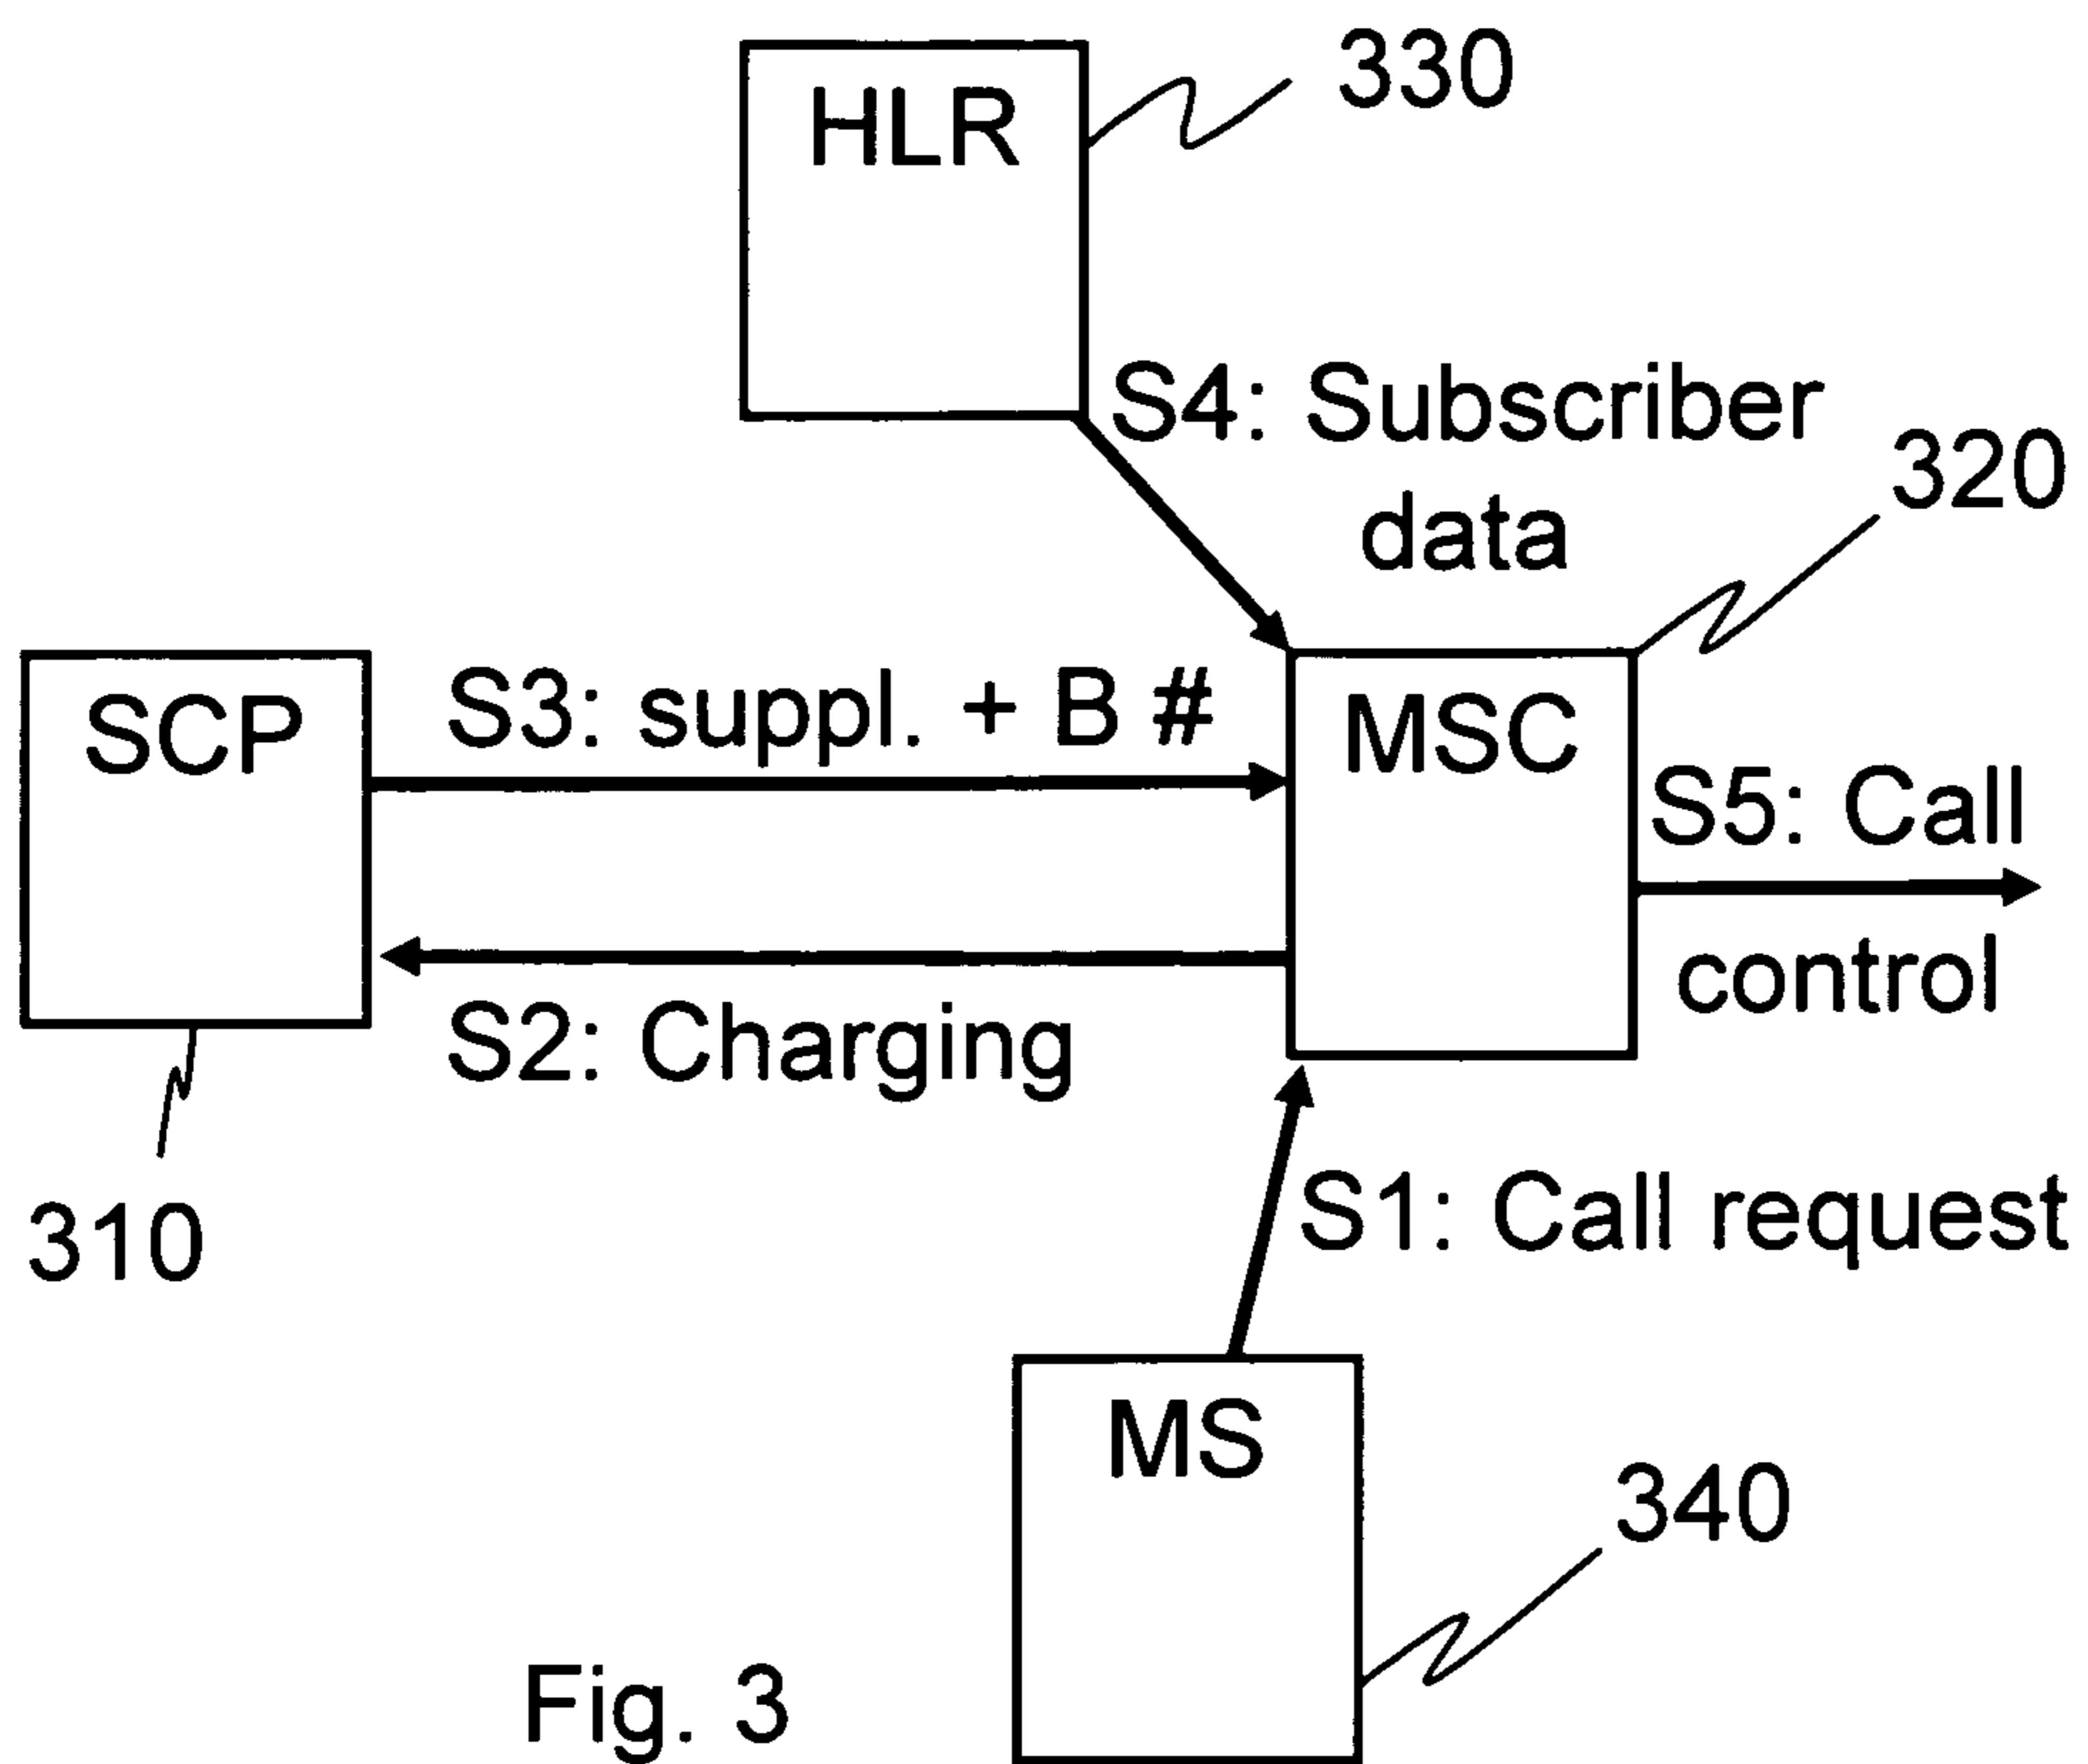 330
HLR
S4: Subscriber
data
320
SCP
S3: suppl. + B #
MSC
S5: Call
control
S2: Charging
310
S1: Call request
MS
340
Fig. 3